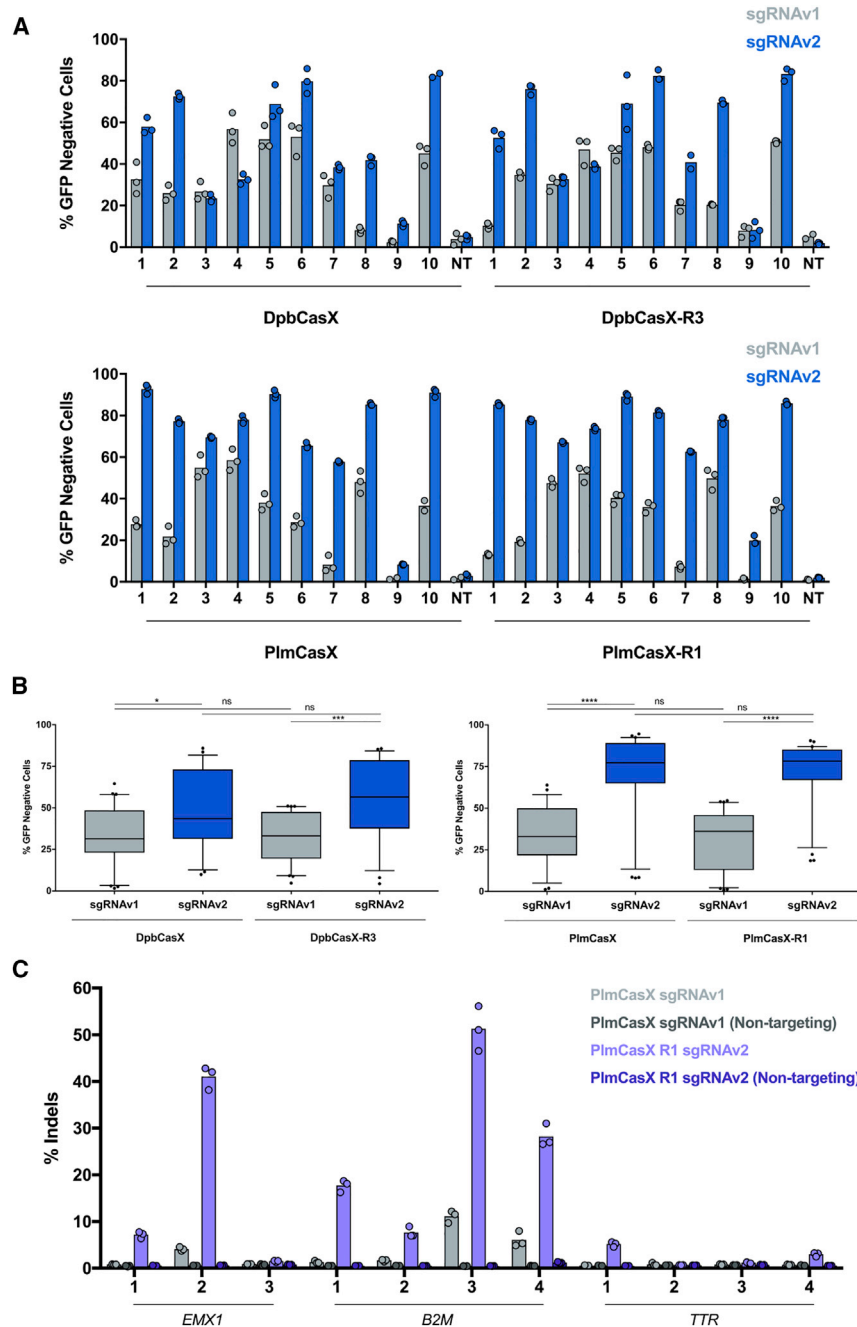 A
sgRNAv1
sgRNAv2
% GFP Negative Cells
100
80
60
40
20
0
1 2 3 4 5 6 7 8 9 10 NT 1 2 3 4 5 6 7 8 9 10 NT
DpbCasX DpbCasX-R3
sgRNAv1
sgRNAv2
% GFP Negative Cells
100
80
60
40
20
0
1 2 3 4 5 6 7 8 9 10 NT 1 2 3 4 5 6 7 8 9 10 NT
PlmCasX PlmCasX-R1
B
* ns ns
***
% GFP Negative Cells
100
75
50
25
0
sgRNAv1 sgRNAv2 sgRNAv1 sgRNAv2
DpbCasX DpbCasX-R3
**** ns ns
****
% GFP Negative Cells
100
75
50
25
0
sgRNAv1 sgRNAv2 sgRNAv1 sgRNAv2
PlmCasX PlmCasX-R1
C
PlmCasX sgRNAv1
PlmCasX sgRNAv1 (Non-targeting)
PlmCasX R1 sgRNAv2
PlmCasX R1 sgRNAv2 (Non-targeting)
% Indels
60
50
40
30
20
10
0
1 2 3 1 2 3 4 1 2 3 4
EMX1 B2M TTR